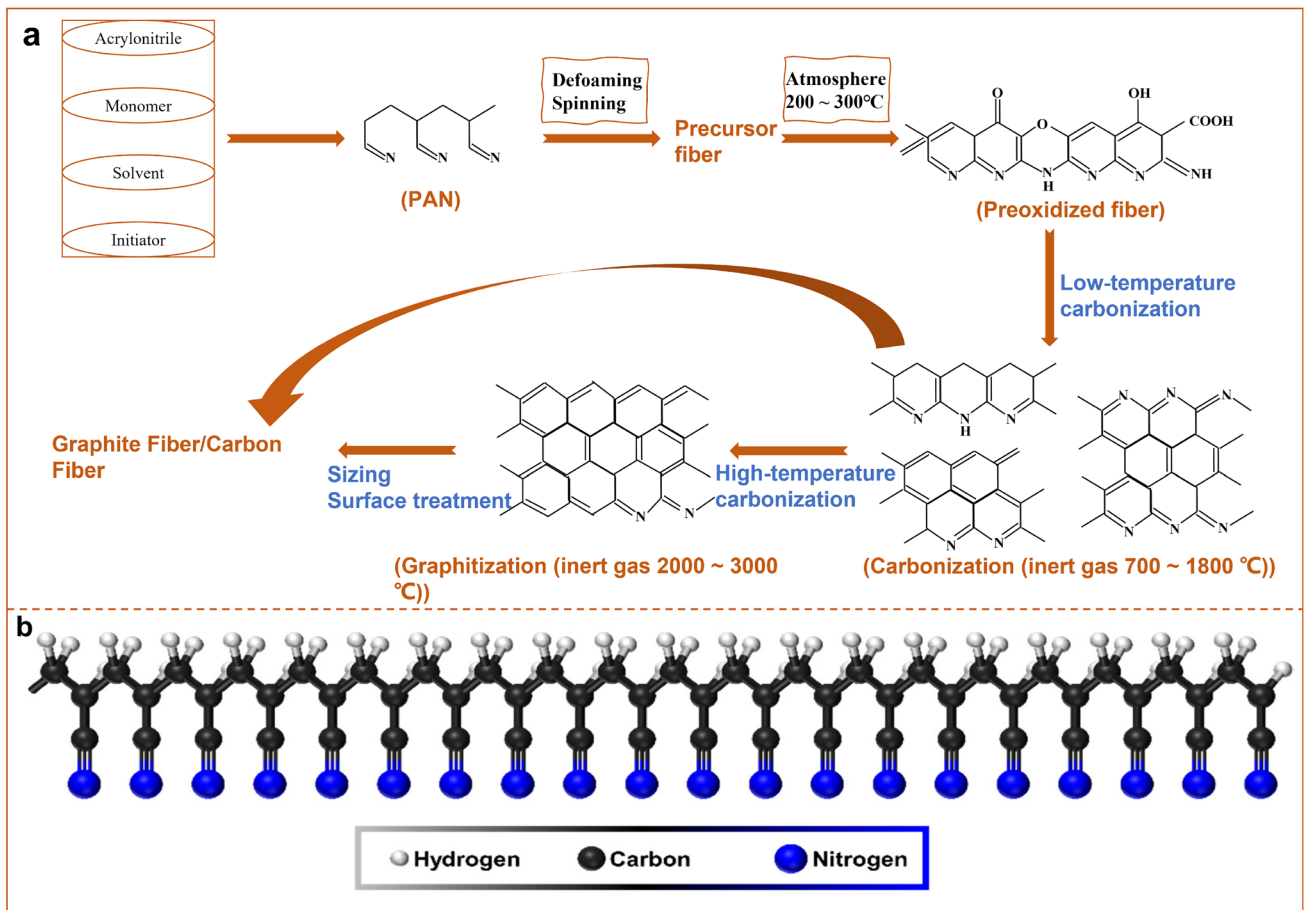 a
Acrylonitrile
Monomer
Solvent
Initiator
N
N
N
(PAN)
Defoaming
Spinning
Precursor
fiber
Atmosphere
200 ~ 300℃
O
O
OH
COOH
N
N
N
H
N
N
NH
(Preoxidized fiber)
Low-temperature
carbonization
N
N
H
N
N
N
N
N
N
N
N
(Carbonization (inert gas 700 ~ 1800 ℃))
High-temperature
carbonization
N
N
(Graphitization (inert gas 2000 ~ 3000
℃))
Sizing
Surface treatment
Graphite Fiber/Carbon
Fiber
b
Hydrogen
Carbon
Nitrogen